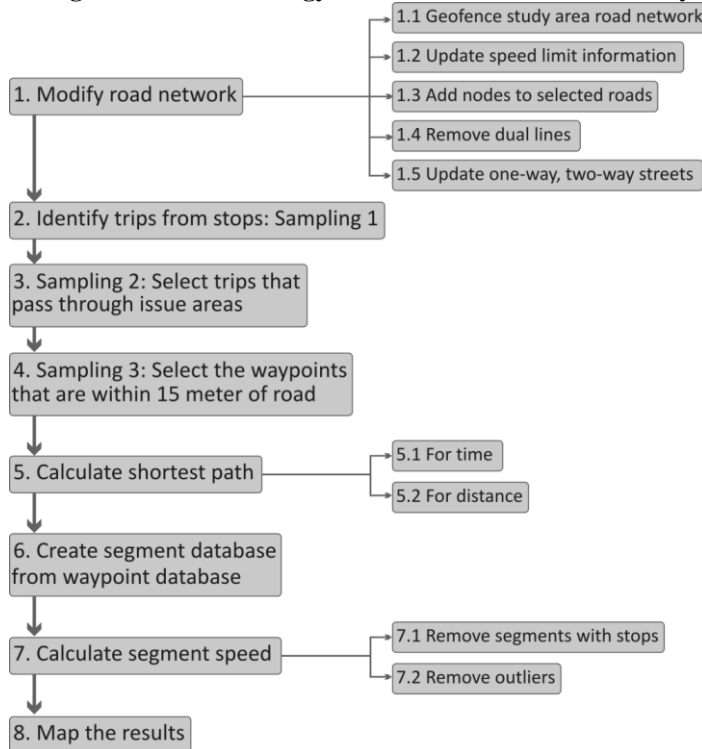 1.1 Geofence study area road network
1.2 Update speed limit information
1. Modify road network
1.3 Add nodes to selected roads
1.4 Remove dual lines
1.5 Update one-way, two-way streets
2. Identify trips from stops: Sampling 1
3. Sampling 2: Select trips that
pass through issue areas
4. Sampling 3: Select the waypoints
that are within 15 meter of road
5. Calculate shortest path
5.1 For time
5.2 For distance
6. Create segment database
from waypoint database
7. Calculate segment speed
7.1 Remove segments with stops
7.2 Remove outliers
8. Map the results